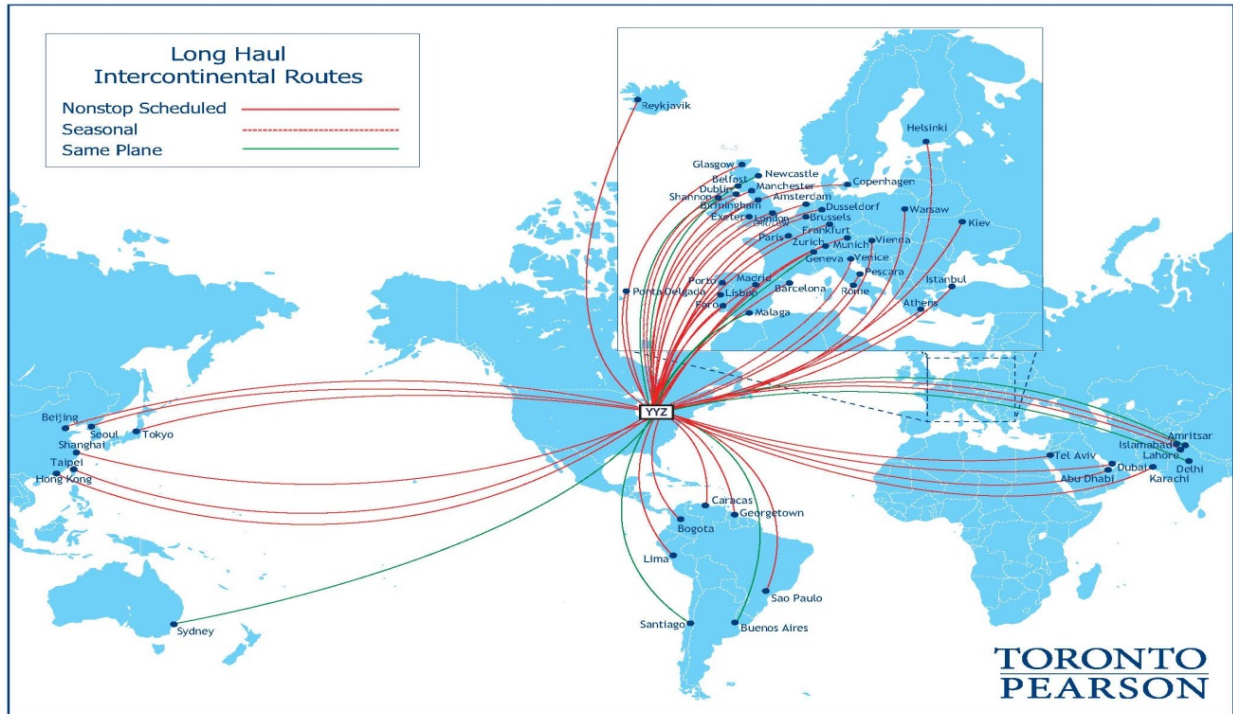 Long Haul
Intercontinental Routes
Nonstop Scheduled
Seasonal
Same Plane
Reykjavik
Helsinki
Glasgow
Newcastle
Belfast
Copenhagen
Dublin
Manchester
Shannon
Amsterdam
Birmingham
Dusseldorf
Warsaw
Exeter
London
Brussels
Kiev
Frankfurt
Paris
Zurich
Munich
Vienna
Geneva
Venice
Pescara
Porto
Madrid
Istanbul
Ponta Delgada
Lisbon
Barcelona
Rome
Faro
Athens
Malaga
YYZ
Beijing
Seoul
Tokyo
Shanghai
Taipei
Hong Kong
Amritsar
Islamabad
Lahore
Tel Aviv
Dubai
Delhi
Abu Dhabi
Karachi
Caracas
Georgetown
Bogota
Lima
Sao Paulo
Sydney
Santiago
Buenos Aires
TORONTO
PEARSON